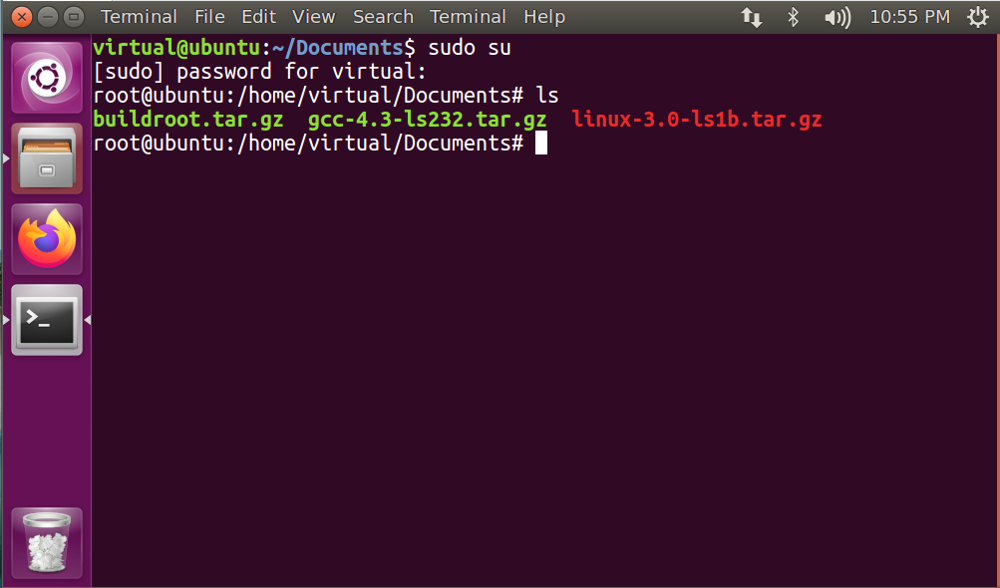 Terminal File Edit View Search Terminal Help 10:55 PM
virtual@ubuntu:~/Documents$ sudo su
[sudo] password for virtual:
root@ubuntu:/home/virtual/Documents# ls
buildroot.tar.gz  gcc-4.3-ls232.tar.gz  linux-3.0-ls1b.tar.gz
root@ubuntu:/home/virtual/Documents#